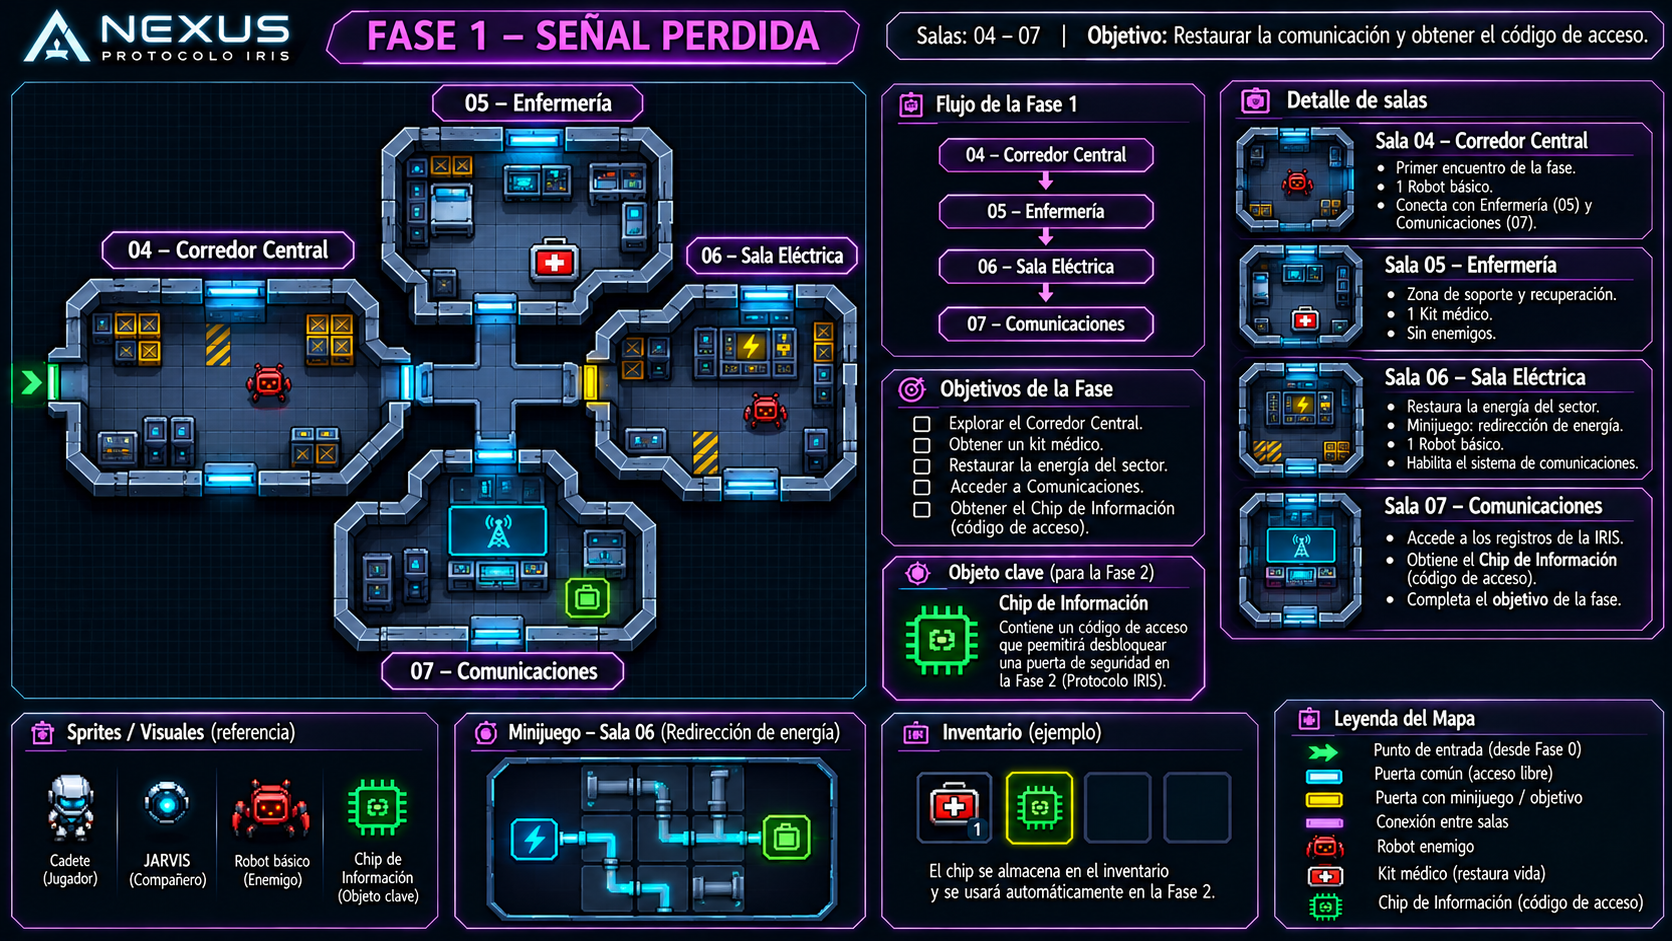 NEXUS
PROTOCOLO IRIS
FASE 1 – SEÑAL PERDIDA
Salas: 04 – 07 | Objetivo: Restaurar la comunicación y obtener el código de acceso.
05 – Enfermería
04 – Corredor Central
06 – Sala Eléctrica
07 – Comunicaciones
Flujo de la Fase 1
04 – Corredor Central
05 – Enfermería
06 – Sala Eléctrica
07 – Comunicaciones
Objetivos de la Fase
Explorar el Corredor Central.
Obtener un kit médico.
Restaurar la energía del sector.
Acceder a Comunicaciones.
Obtener el Chip de Información
(código de acceso).
Objeto clave (para la Fase 2)
Chip de Información
Contiene un código de acceso
que pemitirá desbloquear
una puerta de seguridad en
la Fase 2 (Protocolo IRIS).
Detalle de salas
Sala 04 – Corredor Central
• Primer encuentro de la fase.
• 1 Robot básico.
• Conecta con Enfermería (05) y
Comunicaciones (07).
Sala 05 – Enfermería
• Zona de soporte y recuperación.
• 1 Kit médico.
• Sin enemigos.
Sala 06 – Sala Eléctrica
• Restaura la energía del sector.
• Minijuego: redirección de energía.
• 1 Robot básico.
• Habilita el sistema de comunicaciones.
Sala 07 – Comunicaciones
• Accede a los registros de la IRIS.
• Obtiene el Chip de Información
(código de acceso).
• Completa el objetivo de la fase.
Sprites / Visuales (referencia)
Cadete
(Jugador)
JARVIS
(Compañero)
Robot básico
(Enemigo)
Chip de
Información
(Objeto clave)
Minijuego – Sala 06 (Redirección de energía)
Inventario (ejemplo)
1
El chip se almacena en el inventario
y se usará automáticamente en la Fase 2.
Leyenda del Mapa
Punto de entrada (desde Fase 0)
Puerta común (acceso libre)
Puerta con minijuego / objetivo
Conexión entre salas
Robot enemigo
Kit médico (restaura vida)
Chip de Información (código de acceso)